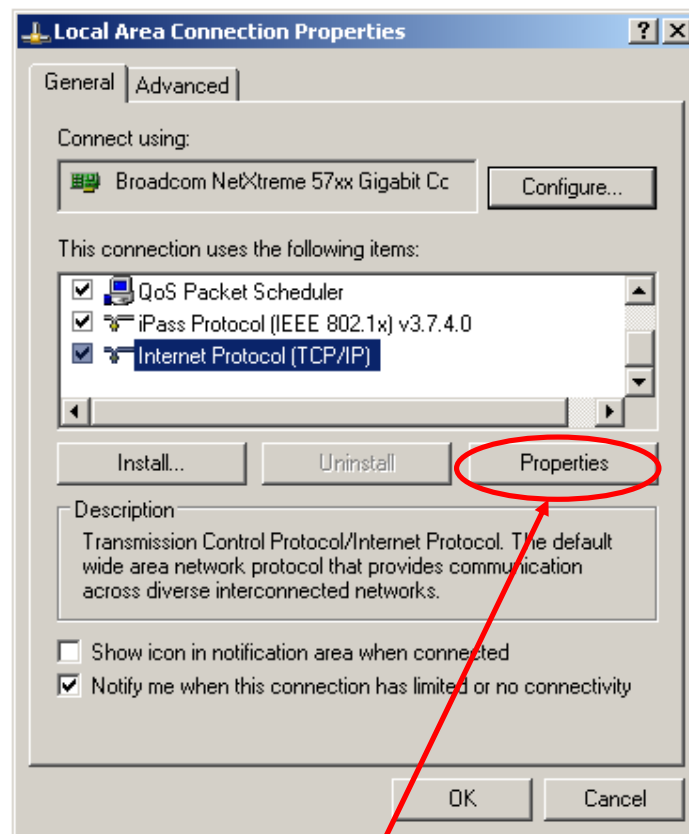 Local Area Connection Properties
General Advanced
Connect using:
Broadcom NetXtreme 57xx Gigabit Cc
Configure...
This connection uses the following items:
QoS Packet Scheduler
iPass Protocol (IEEE 802.1x) v3.7.4.0
Internet Protocol (TCP/IP)
Install... Uninstall Properties
Description
Transmission Control Protocol/Internet Protocol. The default
wide area network protocol that provides communication
across diverse interconnected networks.
Show icon in notification area when connected
Notify me when this connection has limited or no connectivity
OK Cancel